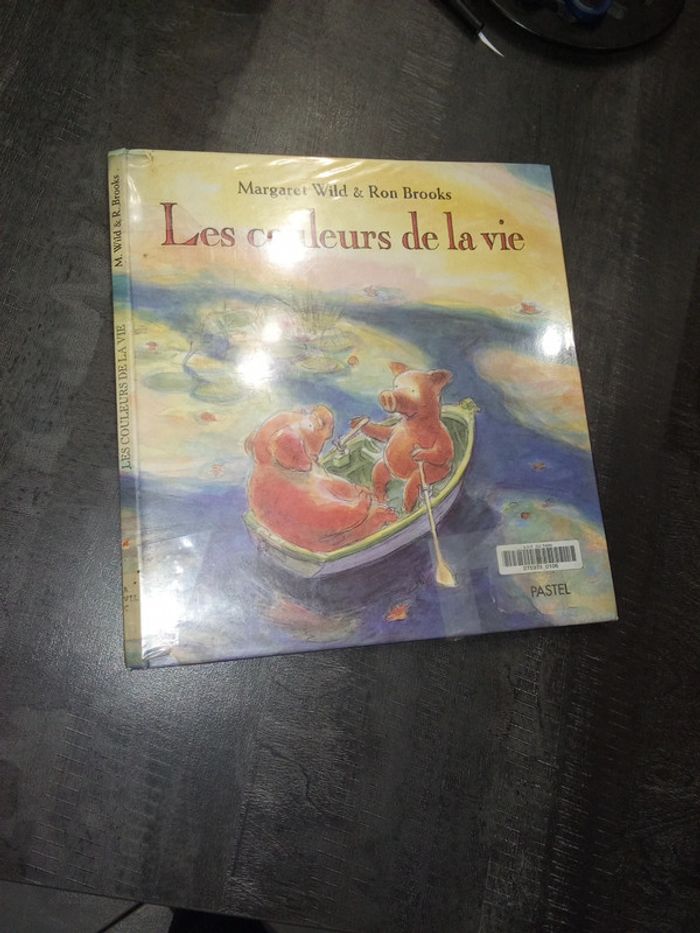 Margaret Wild & Ron Brooks
Les couleurs de la vie
M. Wild & R. Brooks
LES COULEURS DE LA VIE
PASTEL